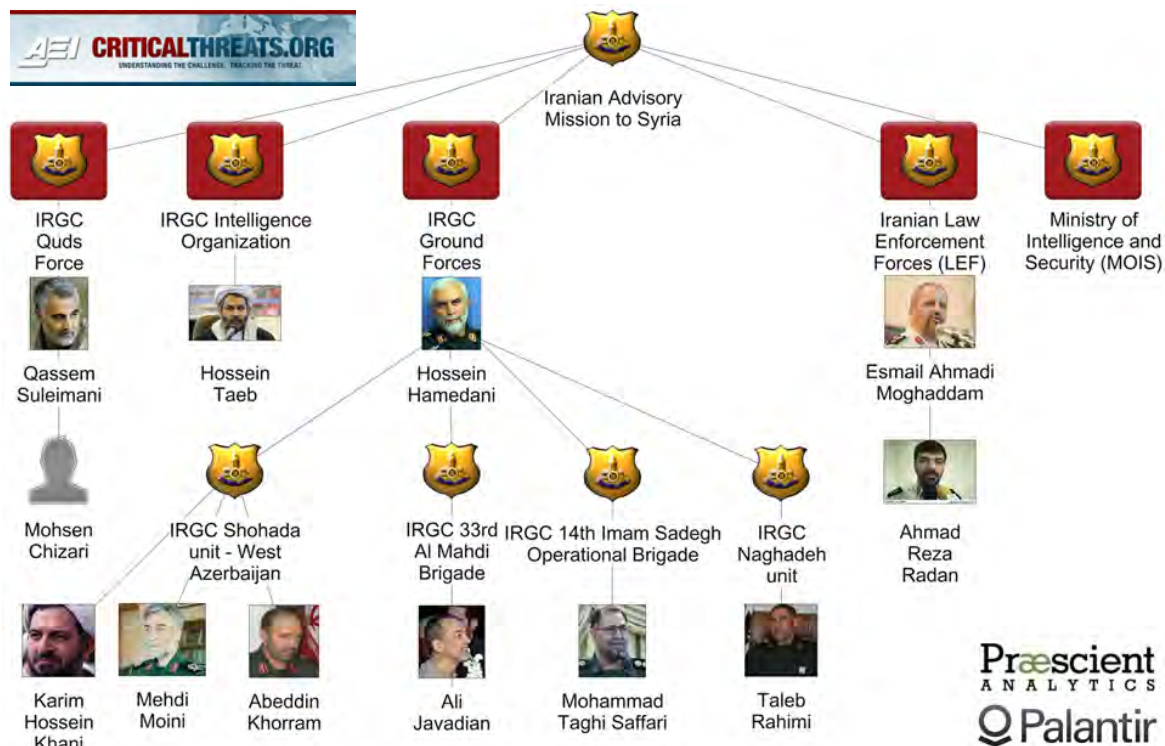 AEI CRITICALTHREATS.ORG
UNDERSTANDING THE CHALLENGE. TRACKING THE THREAT.
Iranian Advisory
Mission to Syria
IRGC
Quds
Force
IRGC Intelligence
Organization
IRGC
Ground
Forces
Iranian Law
Enforcement
Forces (LEF)
Ministry of
Intelligence and
Security (MOIS)
Qassem
Suleimani
Hossein
Taeb
Hossein
Hamedani
Esmail Ahmadi
Moghaddam
Mohsen
Chizari
IRGC Shohada
unit - West
Azerbaijan
IRGC 33rd
Al Mahdi
Brigade
IRGC 14th Imam Sadegh
Operational Brigade
IRGC
Naghadeh
unit
Ahmad
Reza
Radan
Karim
Hossein
Khani
Mehdi
Moini
Abeddin
Khorram
Ali
Javadian
Mohammad
Taghi Saffari
Taleb
Rahimi
Præscient
ANALYTICS
Palantir